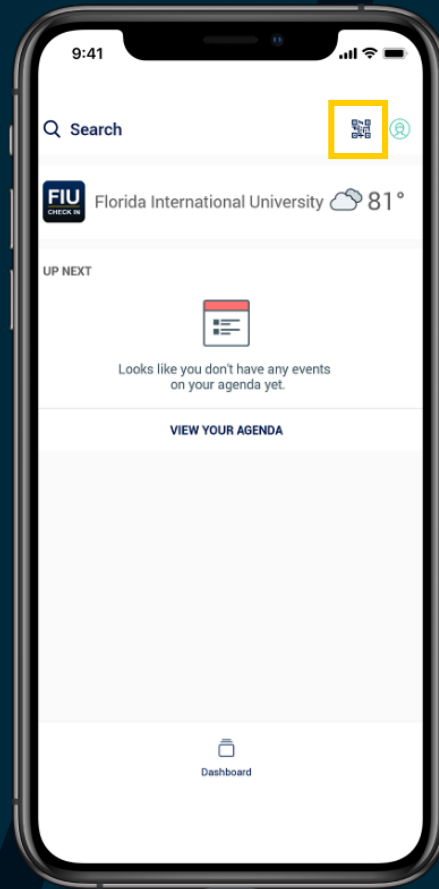 9:41
Search
FIU
CHECK IN
Florida International University 81°
UP NEXT
Looks like you don't have any events
on your agenda yet.
VIEW YOUR AGENDA
Dashboard